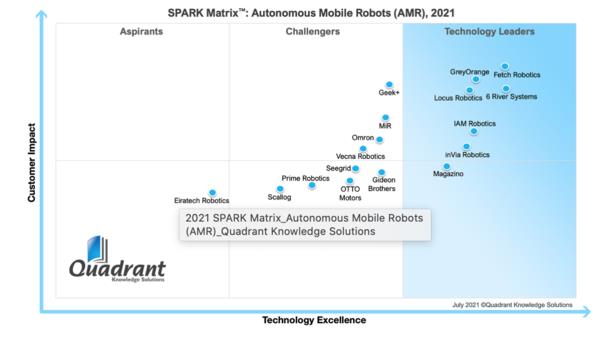 SPARK Matrix™: Autonomous Mobile Robots (AMR), 2021
Aspirants
Challengers
Technology Leaders
GreyOrange
Fetch Robotics
Geek+
Locus Robotics
6 River Systems
MiR
IAM Robotics
Omron
Vecna Robotics
inVia Robotics
Seegrid
Magazino
Prime Robotics
Gideon
Brothers
OTTO
Motors
Scallog
Eiratech Robotics
2021 SPARK Matrix_Autonomous Mobile Robots
(AMR)_Quadrant Knowledge Solutions
Quadrant
Knowledge Solutions
July 2021 ©Quadrant Knowledge Solutions
Customer Impact
Technology Excellence